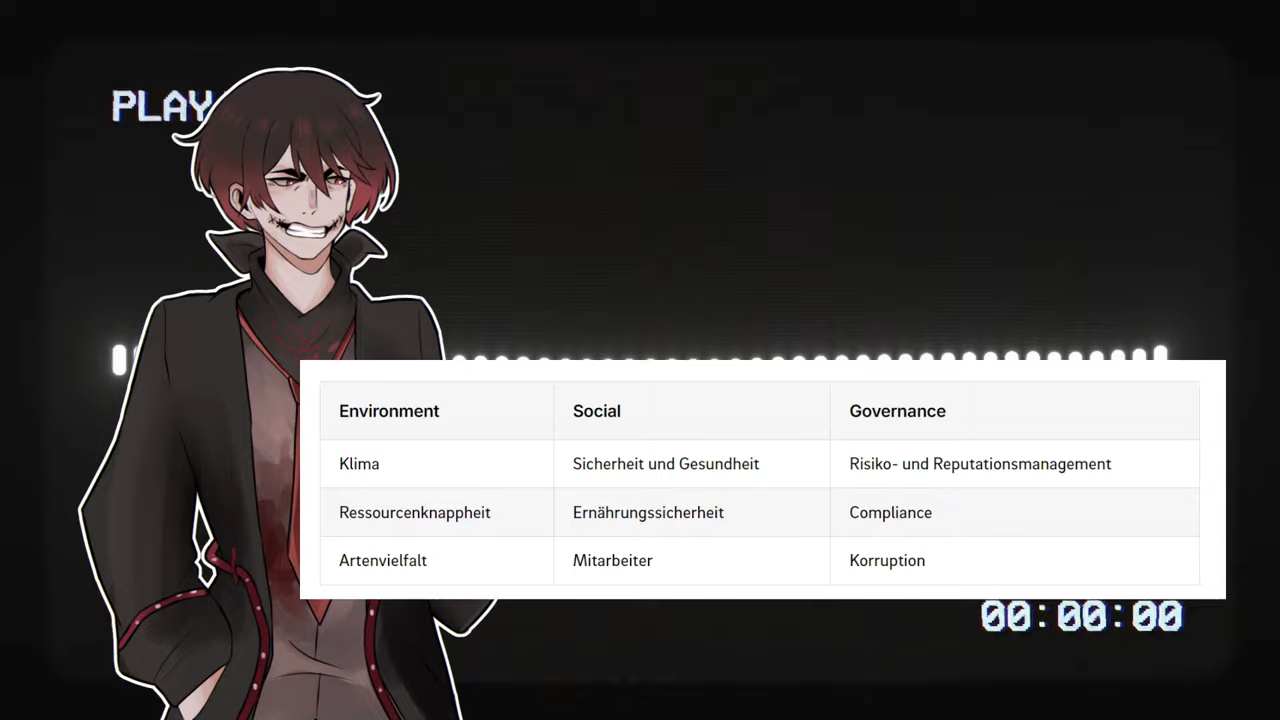 PLAY
Environment Social Governance
Klima Sicherheit und Gesundheit Risiko- und Reputationsmanagement
Ressourcenknappheit Ernährungssicherheit Compliance
Artenvielfalt Mitarbeiter Korruption
00:00:00